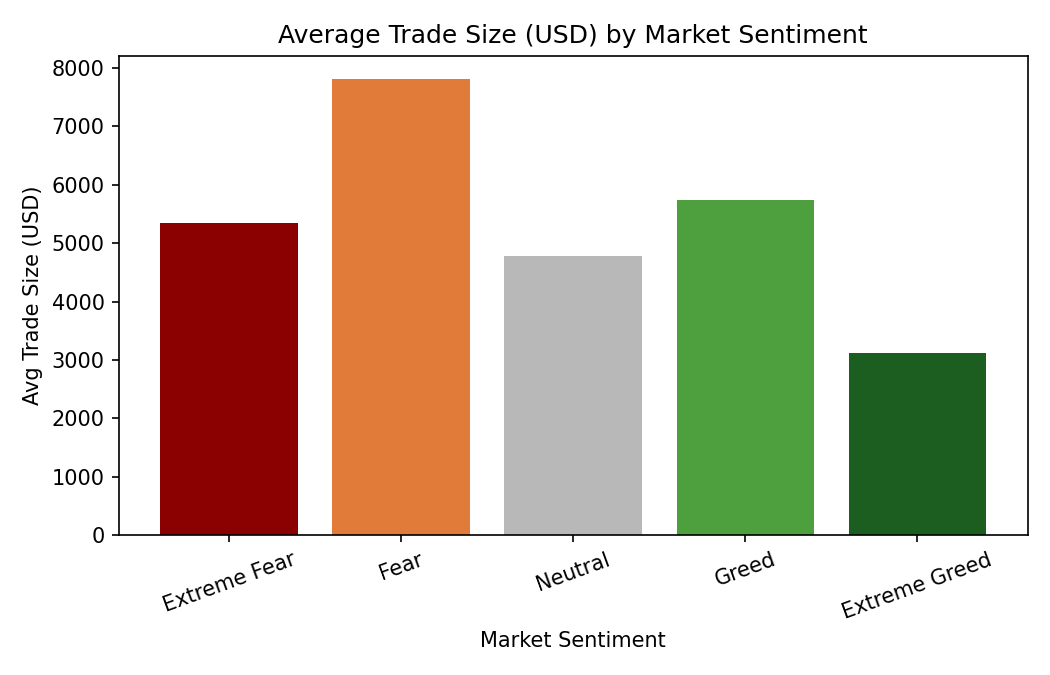 Average Trade Size (USD) by Market Sentiment
Avg Trade Size (USD)
8000
7000
6000
5000
4000
3000
2000
1000
0
Extreme Fear
Fear
Neutral
Greed
Extreme Greed
Market Sentiment